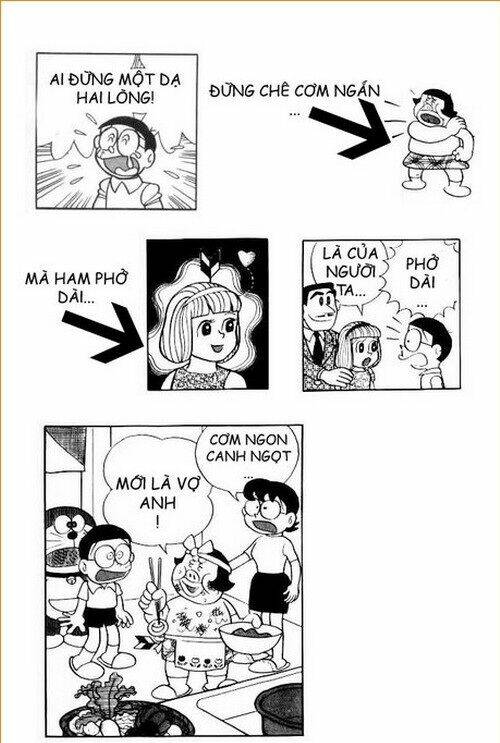 AI ĐỪNG MỘT DẠ
HAI LÒNG!
ĐỪNG CHÊ CƠM NGẮN
...
MÀ HAM PHỞ
DÀI...
LÀ CỦA
NGƯỜI
TA...
PHỞ
DÀI
...
CƠM NGON
CANH NGỌT
...
MỚI LÀ VỢ
ANH
!